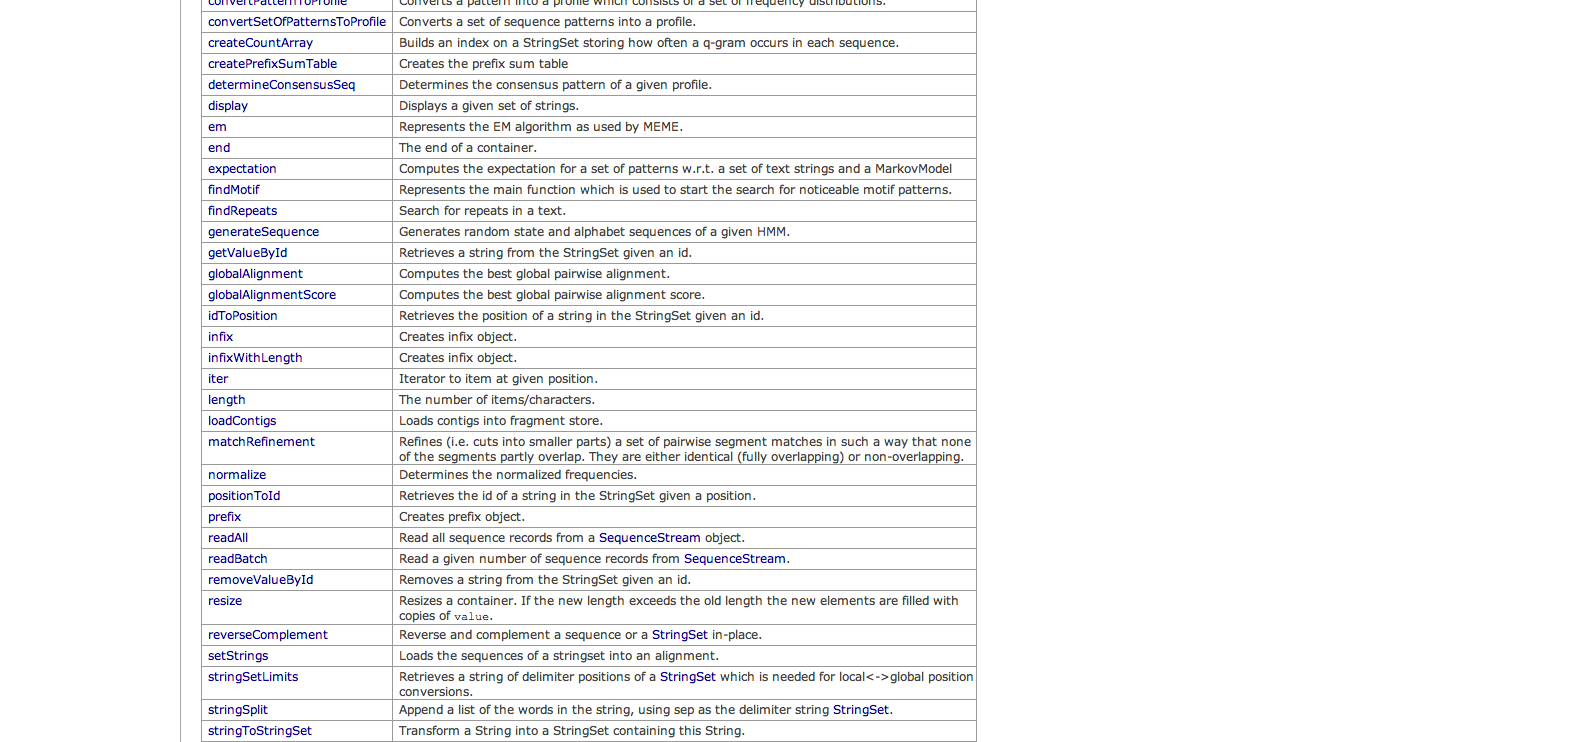 convertPatternToProfile Converts a pattern into a profile which consists of a set of frequency distributions.
convertSetOfPatternsToProfile Converts a set of sequence patterns into a profile.
createCountArray Builds an index on a StringSet storing how often a q-gram occurs in each sequence.
createPrefixSumTable Creates the prefix sum table
determineConsensusSeq Determines the consensus pattern of a given profile.
display Displays a given set of strings.
em Represents the EM algorithm as used by MEME.
end The end of a container.
expectation Computes the expectation for a set of patterns w.r.t. a set of text strings and a MarkovModel
findMotif Represents the main function which is used to start the search for noticeable motif patterns.
findRepeats Search for repeats in a text.
generateSequence Generates random state and alphabet sequences of a given HMM.
getValueById Retrieves a string from the StringSet given an id.
globalAlignment Computes the best global pairwise alignment.
globalAlignmentScore Computes the best global pairwise alignment score.
idToPosition Retrieves the position of a string in the StringSet given an id.
infix Creates infix object.
infixWithLength Creates infix object.
iter Iterator to item at given position.
length The number of items/characters.
loadContigs Loads contigs into fragment store.
matchRefinement Refines (i.e. cuts into smaller parts) a set of pairwise segment matches in such a way that none
of the segments partly overlap. They are either identical (fully overlapping) or non-overlapping.
normalize Determines the normalized frequencies.
positionToId Retrieves the id of a string in the StringSet given a position.
prefix Creates prefix object.
readAll Read all sequence records from a SequenceStream object.
readBatch Read a given number of sequence records from SequenceStream.
removeValueById Removes a string from the StringSet given an id.
resize Resizes a container. If the new length exceeds the old length the new elements are filled with
copies of value.
reverseComplement Reverse and complement a sequence or a StringSet in-place.
setStrings Loads the sequences of a stringset into an alignment.
stringSetLimits Retrieves a string of delimiter positions of a StringSet which is needed for local<->global position
conversions.
stringSplit Append a list of the words in the string, using sep as the delimiter string StringSet.
stringToStringSet Transform a String into a StringSet containing this String.